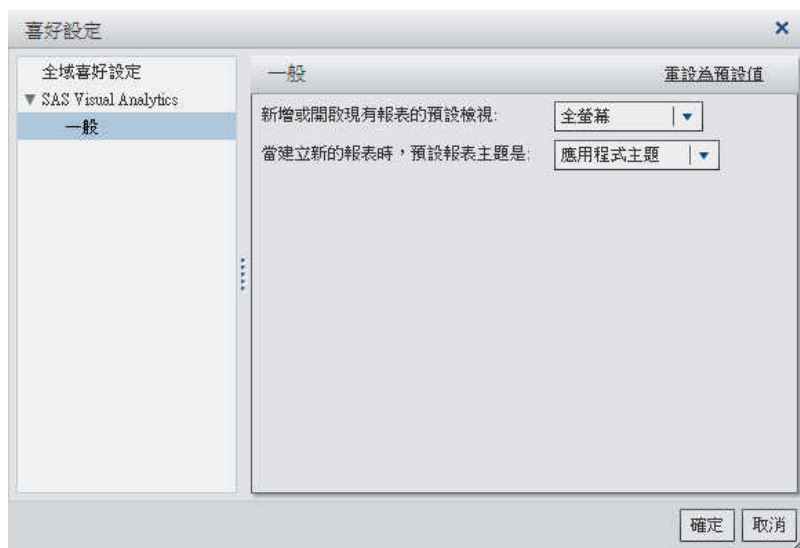 喜好設定
全域喜好設定
SAS Visual Analytics
一般
一般
重設為預設值
新增或開啟現有報表的預設檢視:
全螢幕
當建立新的報表時，預設報表主題是:
應用程式主題
確定
取消